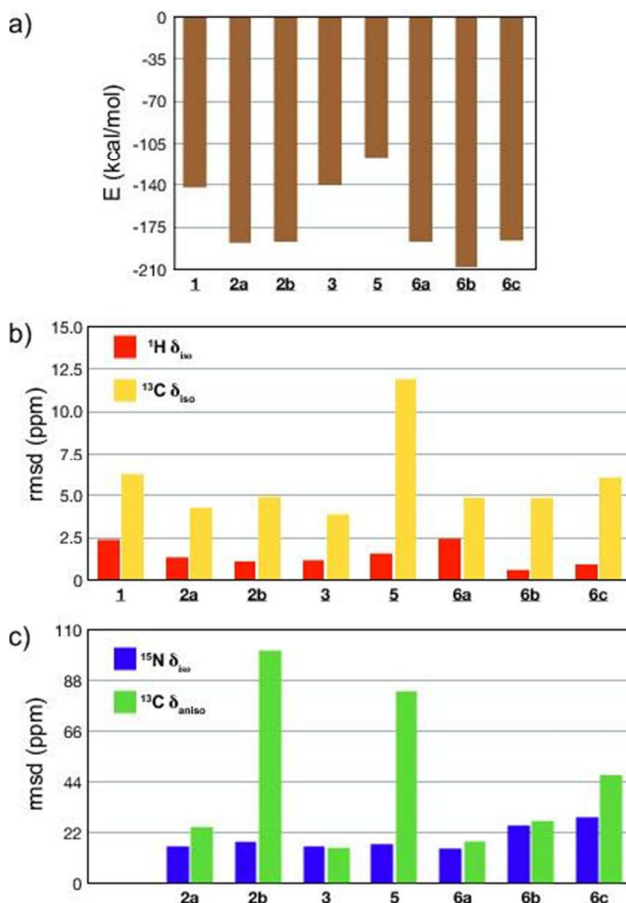 a)
0
-35
-70
-105
-140
-175
-210
E (kcal/mol)
1 2a 2b 3 5 6a 6b 6c
b)
15.0
12.5
10.0
7.5
5.0
2.5
0
rmsd (ppm)
¹H δiso
¹³C δiso
1 2a 2b 3 5 6a 6b 6c
c)
110
88
66
44
22
0
rmsd (ppm)
¹⁵N δiso
¹³C δaniso
2a 2b 3 5 6a 6b 6c